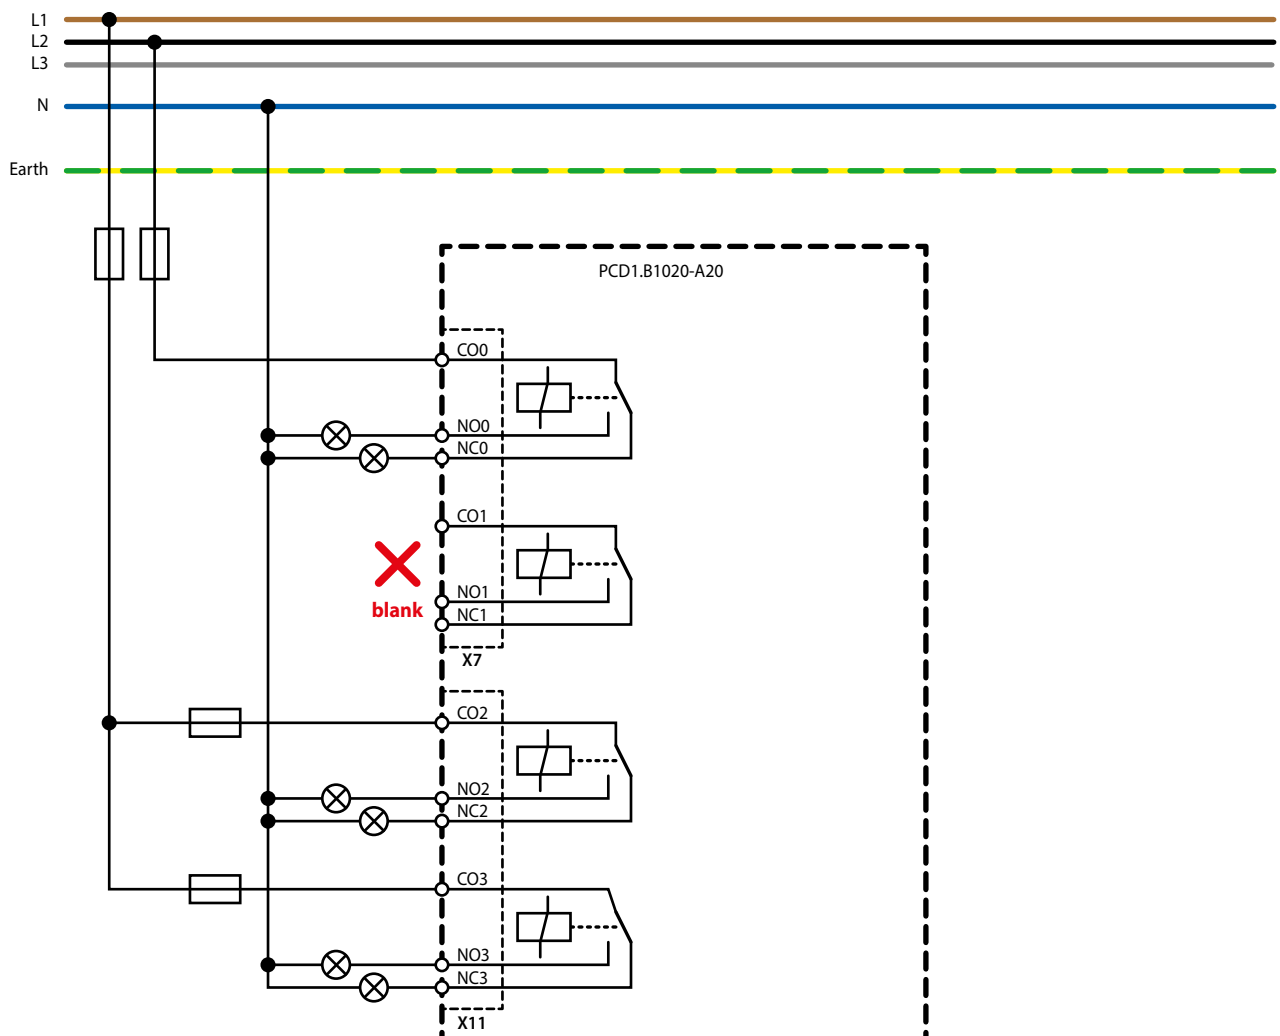 L1
L2
L3
N
Earth
PCD1.B1020-A20
CO0
NO0
NC0
CO1
NO1
blank
NC1
X7
CO2
NO2
NC2
CO3
NO3
NC3
X11